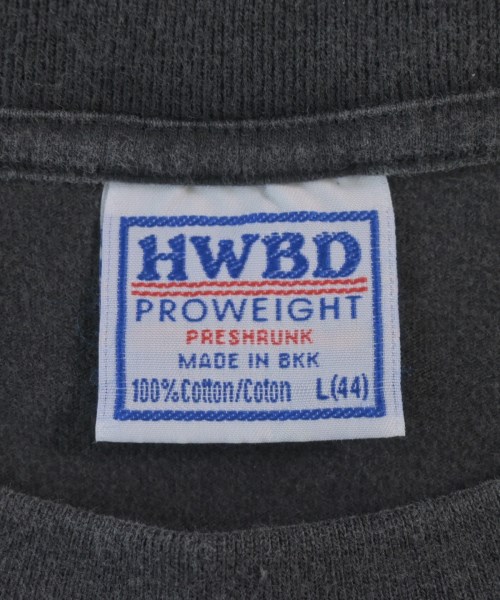 HWBD
PROWEIGHT
PRESHRUNK
MADE IN BKK
100% Cotton/Coton L(44)